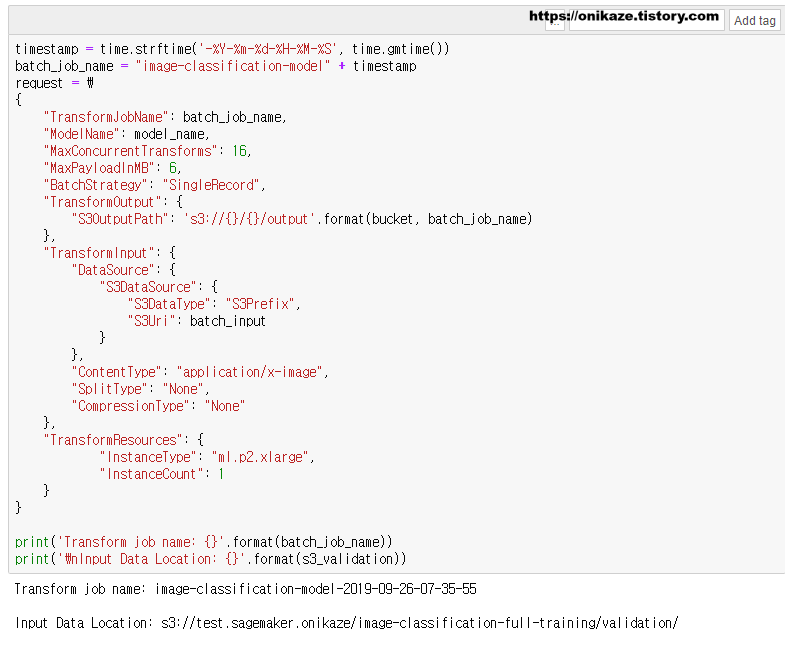 https://onikaze.tistory.com
... Add tag
timestamp = time.strftime('-%Y-%m-%d-%H-%M-%S', time.gmtime())
batch_job_name = "image-classification-model" + timestamp
request = ₩
{
    "TransformJobName": batch_job_name,
    "ModelName": model_name,
    "MaxConcurrentTransforms": 16,
    "MaxPayloadInMB": 6,
    "BatchStrategy": "SingleRecord",
    "TransformOutput": {
        "S3OutputPath": 's3://{}/{}/output'.format(bucket, batch_job_name)
    },
    "TransformInput": {
        "DataSource": {
            "S3DataSource": {
                "S3DataType": "S3Prefix",
                "S3Uri": batch_input
            }
        },
        "ContentType": "application/x-image",
        "SplitType": "None",
        "CompressionType": "None"
    },
    "TransformResources": {
            "InstanceType": "ml.p2.xlarge",
            "InstanceCount": 1
    }
}
print('Transform job name: {}'.format(batch_job_name))
print('₩nInput Data Location: {}'.format(s3_validation))
Transform job name: image-classification-model-2019-09-26-07-35-55
Input Data Location: s3://test.sagemaker.onikaze/image-classification-full-training/validation/